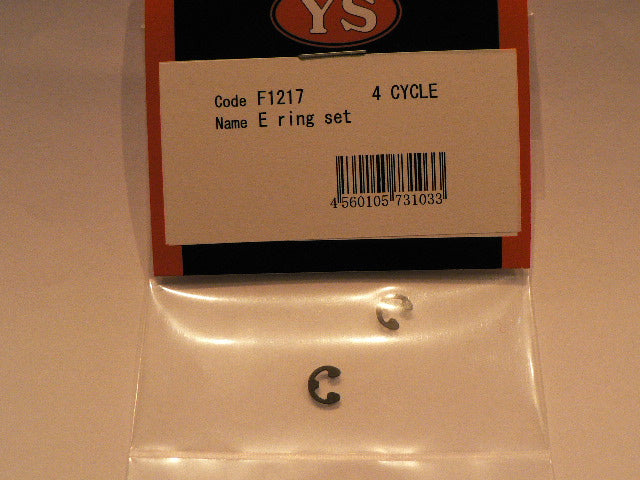 YS
Code F1217 4 CYCLE
Name E ring set
4 560105 731033